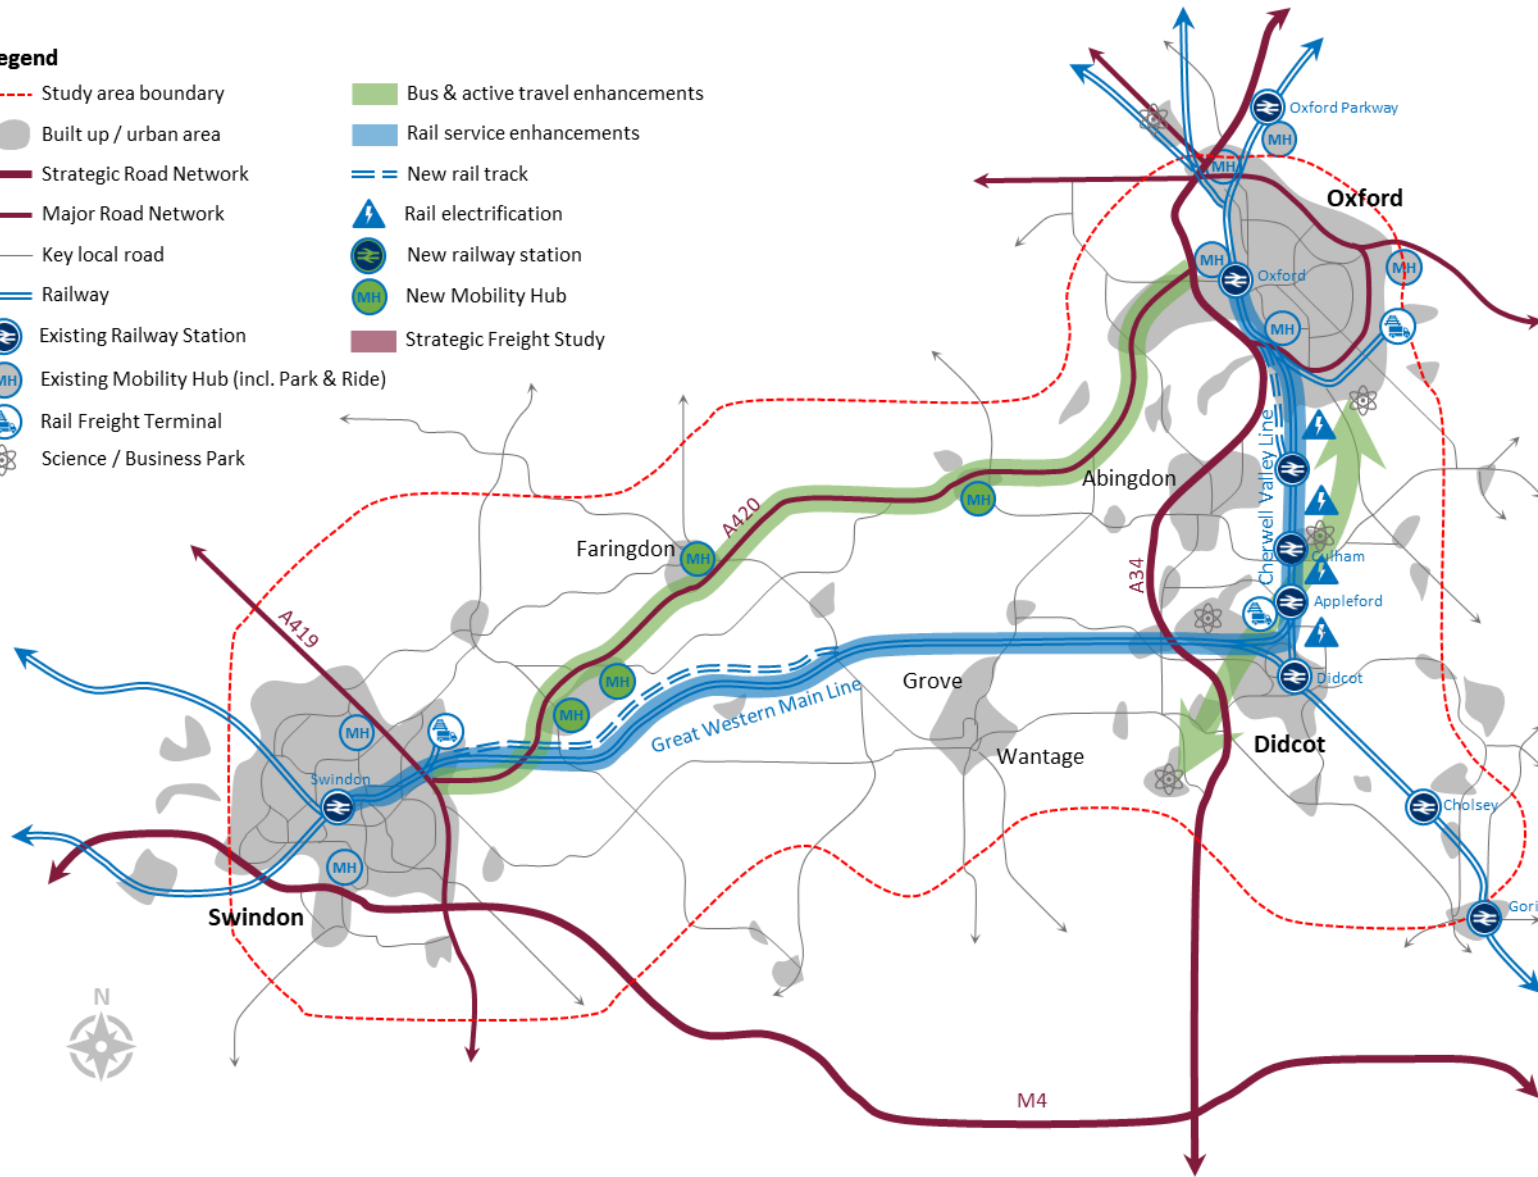 egend
Study area boundary
Built up / urban area
Strategic Road Network
Major Road Network
Key local road
Railway
Existing Railway Station
MH Existing Mobility Hub (incl. Park & Ride)
Rail Freight Terminal
Science / Business Park
Bus & active travel enhancements
Rail service enhancements
New rail track
Rail electrification
New railway station
MH New Mobility Hub
Strategic Freight Study
Oxford Parkway
MH
MH
Oxford
MH
Oxford
MH
MH
Cherwell Valley Line
Abingdon
MH
A420
Faringdon
MH
A34
Culham
Appleford
A419
MH
MH
Grove
Great Western Main Line
Didcot
Didcot
Wantage
MH
Swindon
Cholsey
MH
Swindon
Gori
N
M4